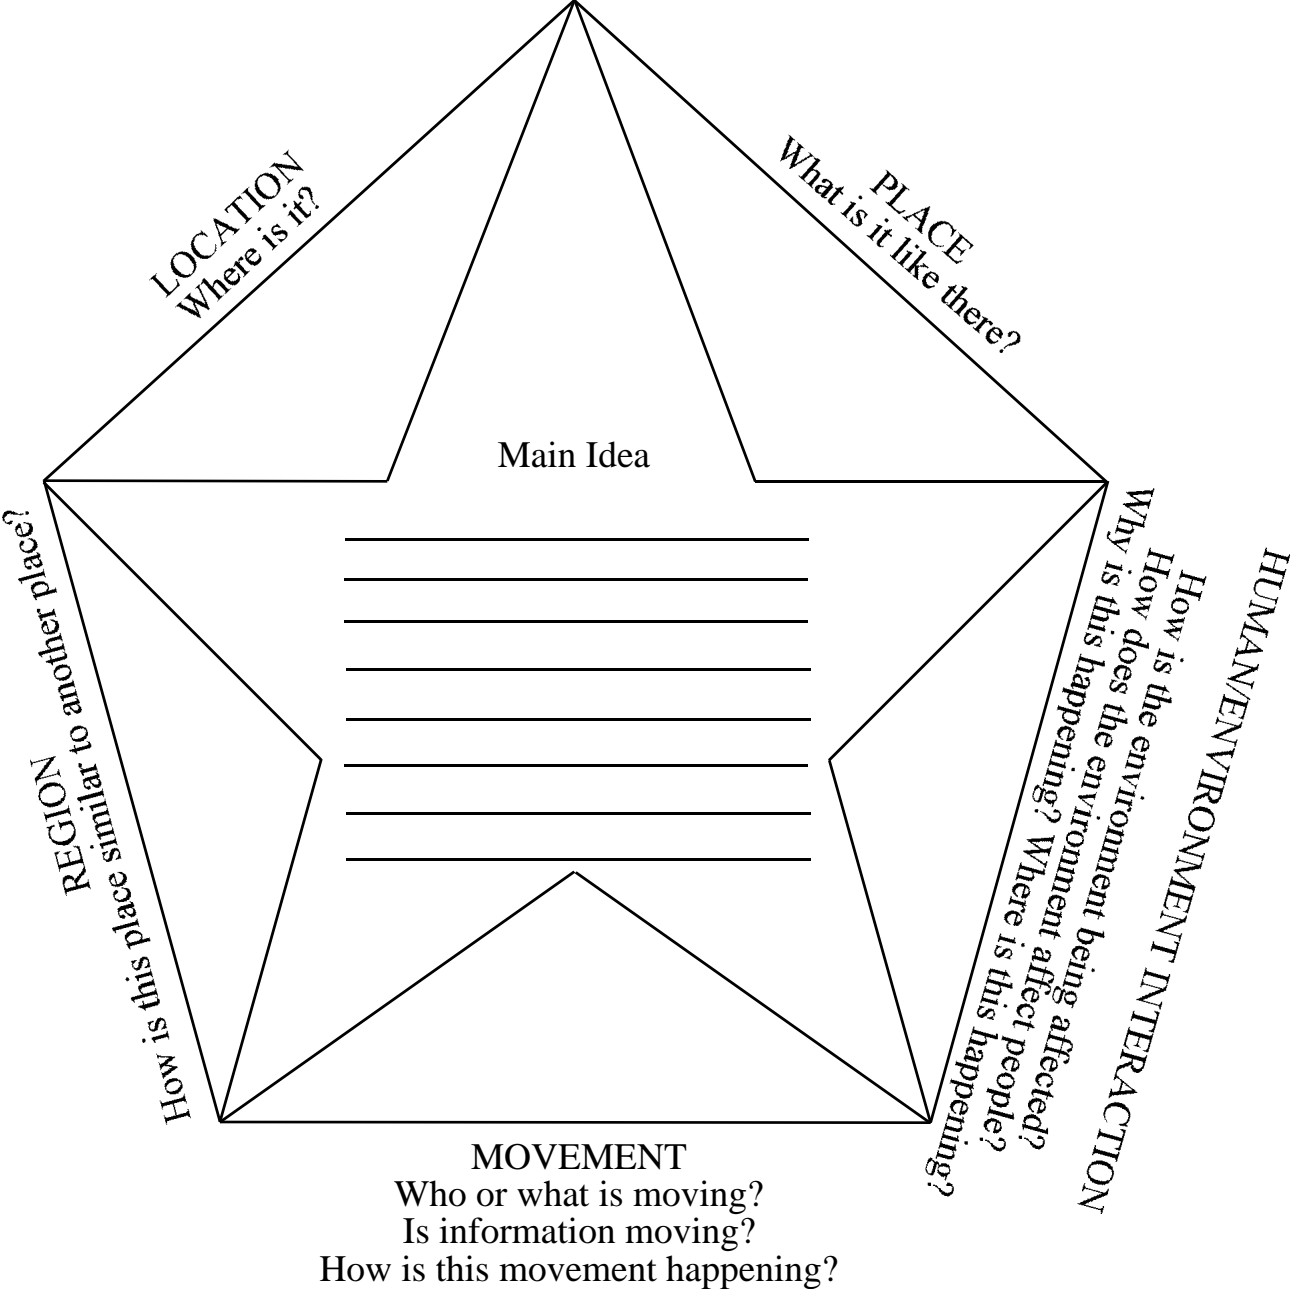 LOCATION
Where is it?
PLACE
What is it like there?
Main Idea
HUMAN/ENVIRONMENT INTERACTION
How is the environment being affected?
How does the environment affect people?
Why is this happening? Where is this happening?
REGION
How is this place similar to another place?
MOVEMENT
Who or what is moving?
Is information moving?
How is this movement happening?